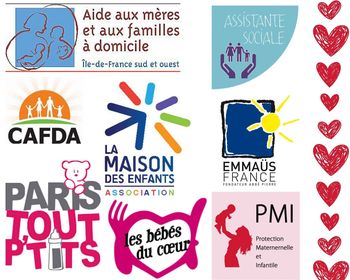 Aide aux mères
et aux familles
à domicile
Île-de-France sud et ouest
ASSISTANTE
SOCIALE
CAFDA
LA
MAISON
DES ENFANTS
ASSOCIATION
EMMAÜS
FRANCE
FONDATEUR ABBÉ PIERRE
PARIS
TOUT
P'TITS
les bébés
du cœur
PMI
Protection
Maternemelle et
Infantile